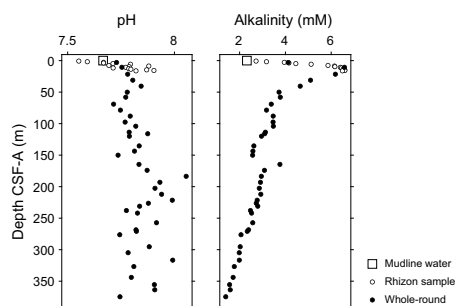 pH
Alkalinity (mM)
7.5
8
2
4
6
0
50
100
150
200
250
300
350
Depth CSF-A (m)
Mudline water
Rhizon sample
Whole-round